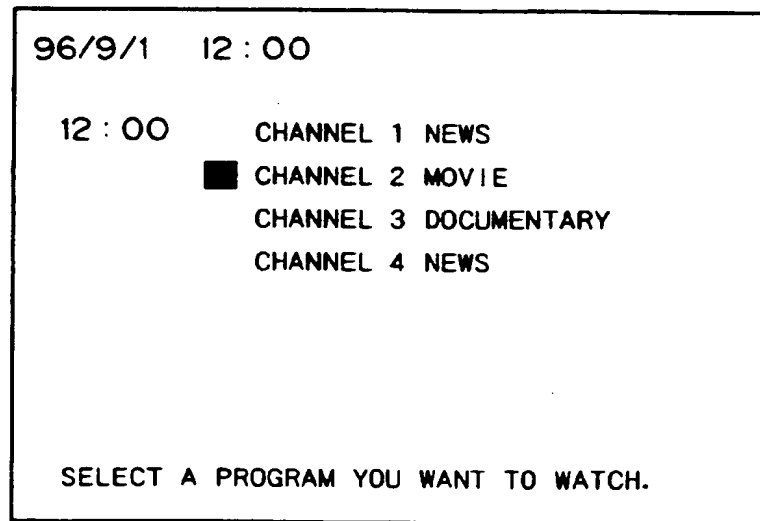 96/9/1 12:00
12:00 CHANNEL 1 NEWS
CHANNEL 2 MOVIE
CHANNEL 3 DOCUMENTARY
CHANNEL 4 NEWS
SELECT A PROGRAM YOU WANT TO WATCH.